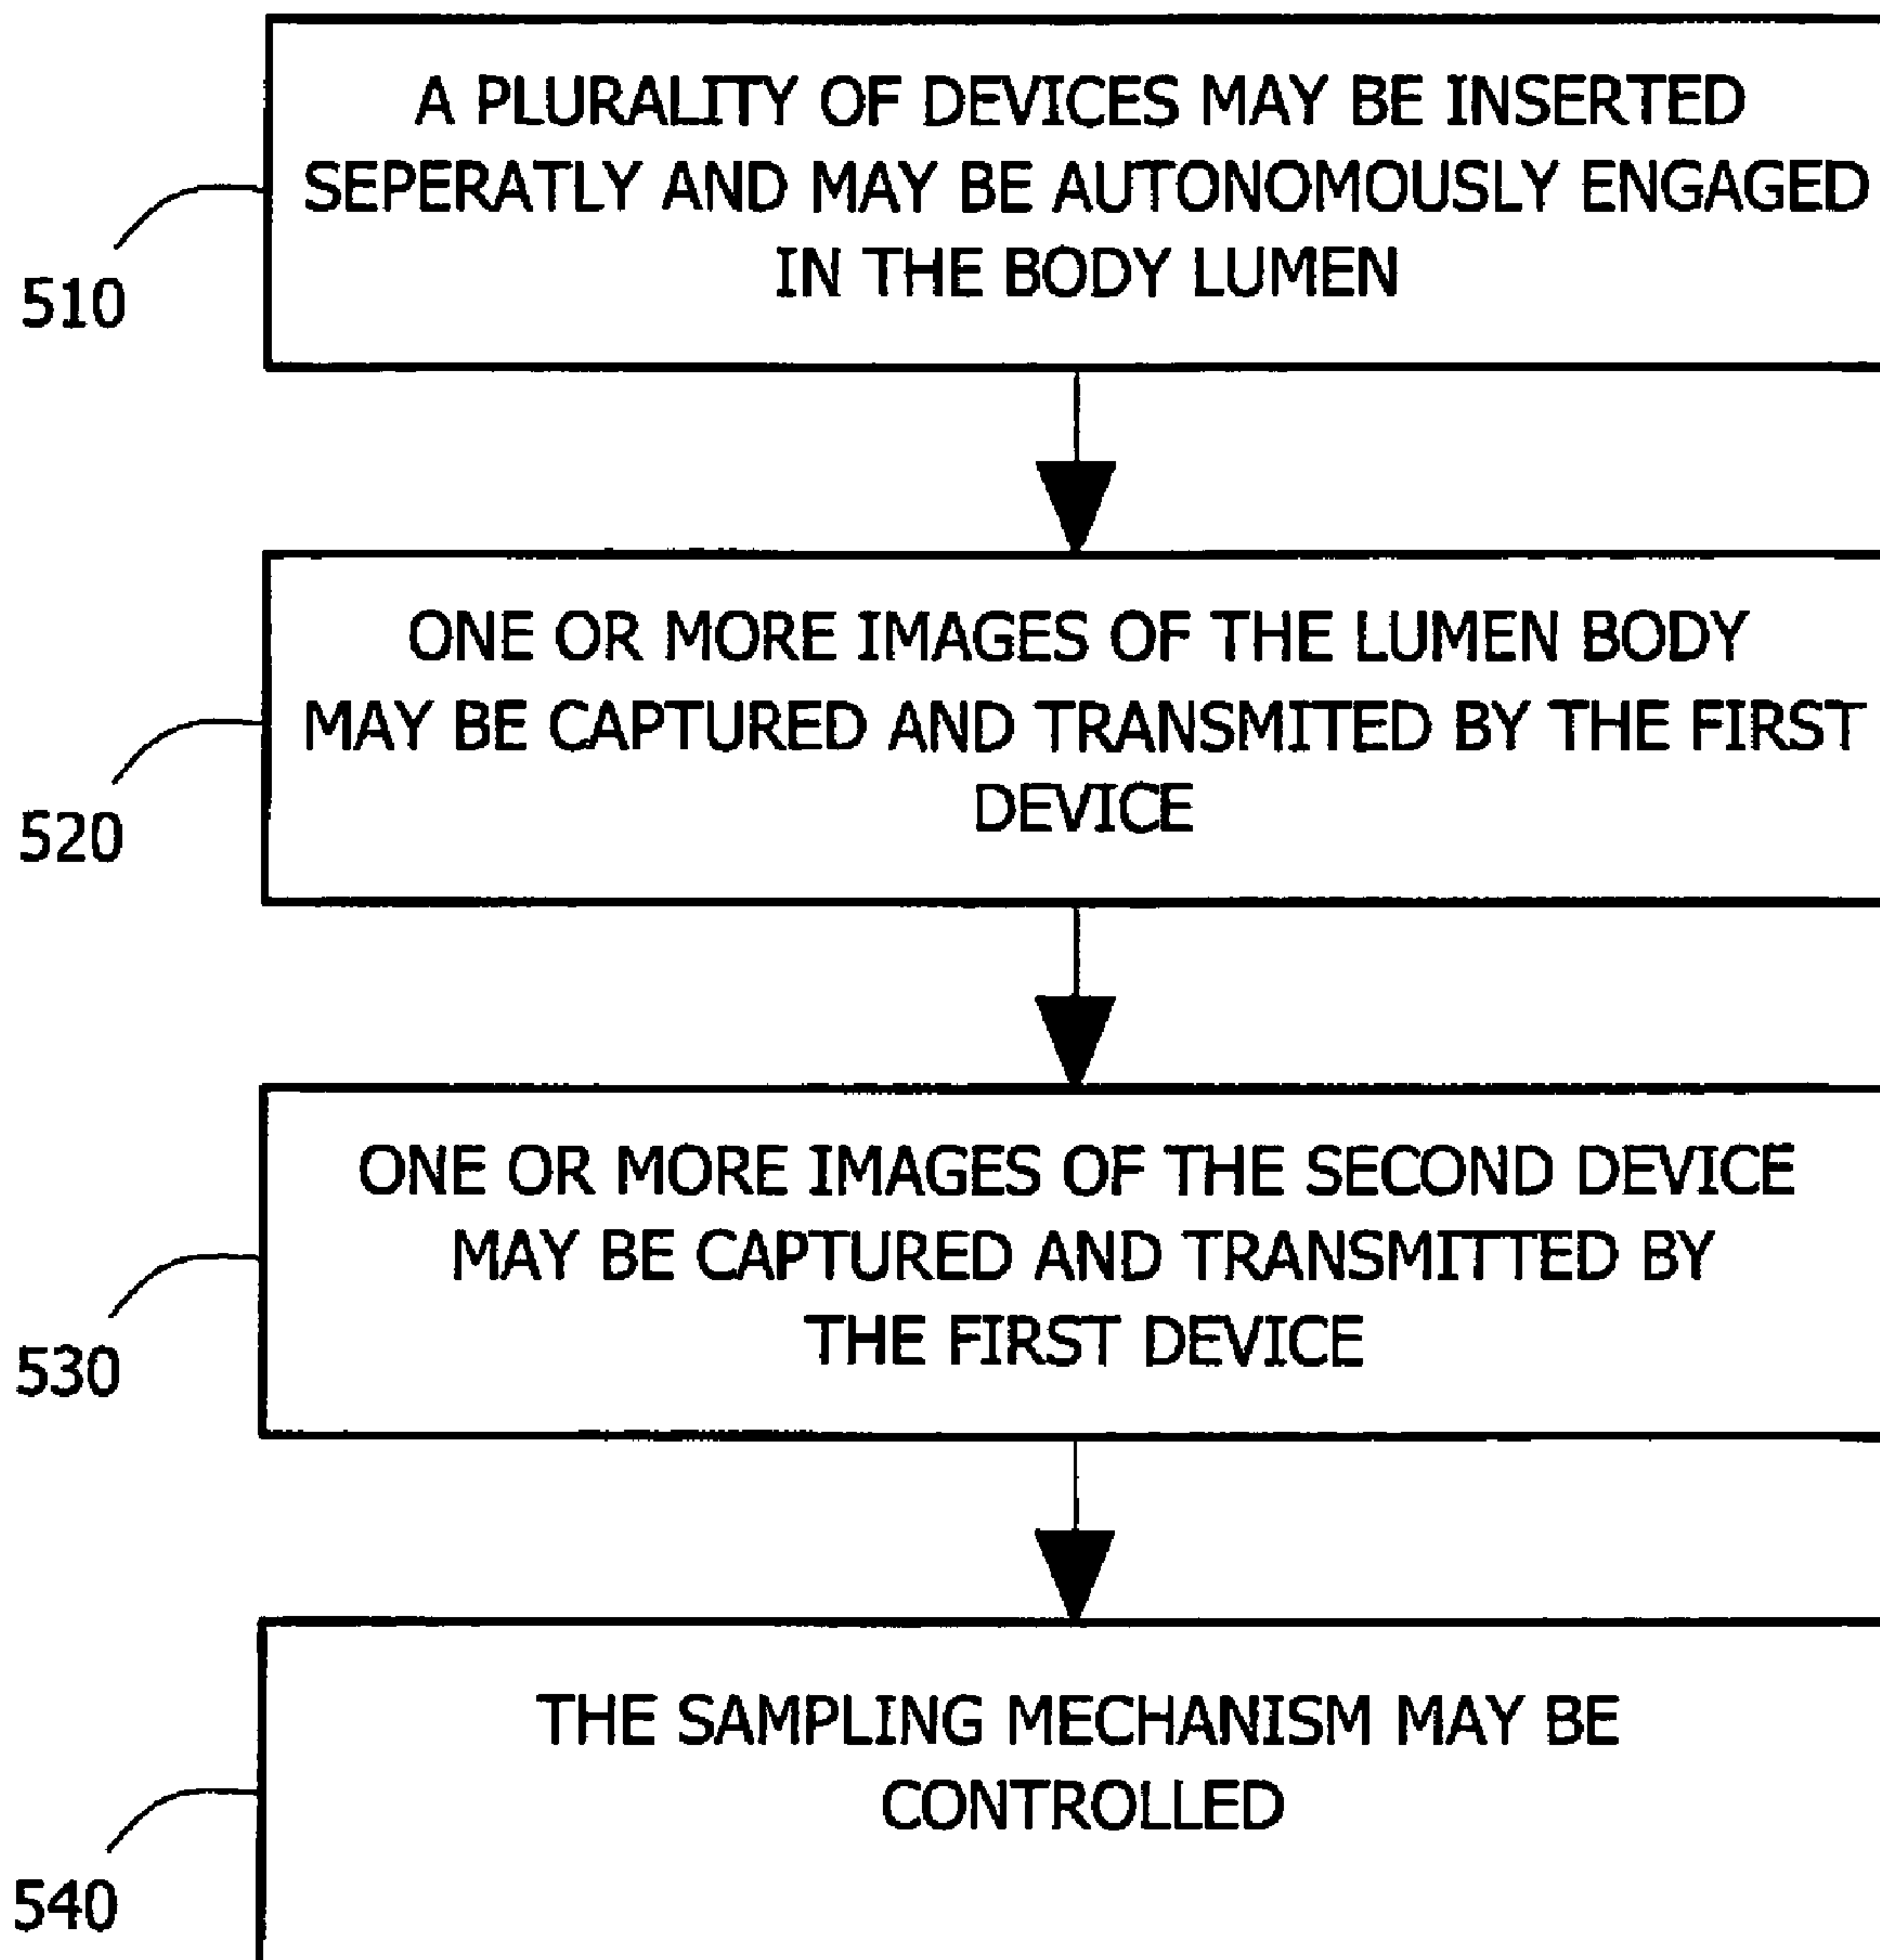 A PLURALITY OF DEVICES MAY BE INSERTED
SEPERATLY AND MAY BE AUTONOMOUSLY ENGAGED
IN THE BODY LUMEN
510
ONE OR MORE IMAGES OF THE LUMEN BODY
MAY BE CAPTURED AND TRANSMITED BY THE FIRST
DEVICE
520
ONE OR MORE IMAGES OF THE SECOND DEVICE
MAY BE CAPTURED AND TRANSMITTED BY
THE FIRST DEVICE
530
THE SAMPLING MECHANISM MAY BE
CONTROLLED
540